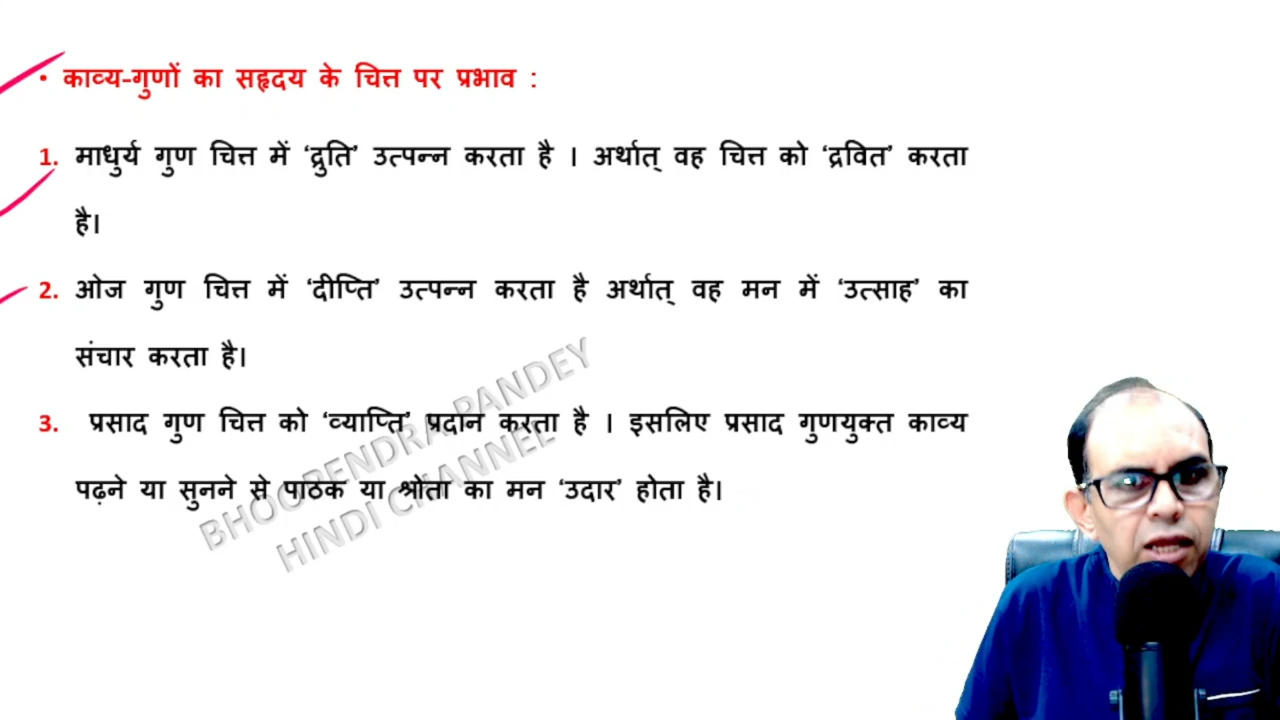 • काव्य-गुणों का सहृदय के चित्त पर प्रभाव :
1. माधुर्य गुण चित्त में ‘द्रुति’ उत्पन्न करता है । अर्थात् वह चित्त को ‘द्रवित’ करता
है।
2. ओज गुण चित्त में ‘दीप्ति’ उत्पन्न करता है अर्थात् वह मन में ‘उत्साह’ का
संचार करता है।
3. प्रसाद गुण चित्त को ‘व्याप्ति’ प्रदान करता है । इसलिए प्रसाद गुणयुक्त काव्य
पढ़ने या सुनने से पाठक या श्रोता का मन ‘उदार’ होता है।
BHOOPENDRA PANDEY
HINDI CHANNEL